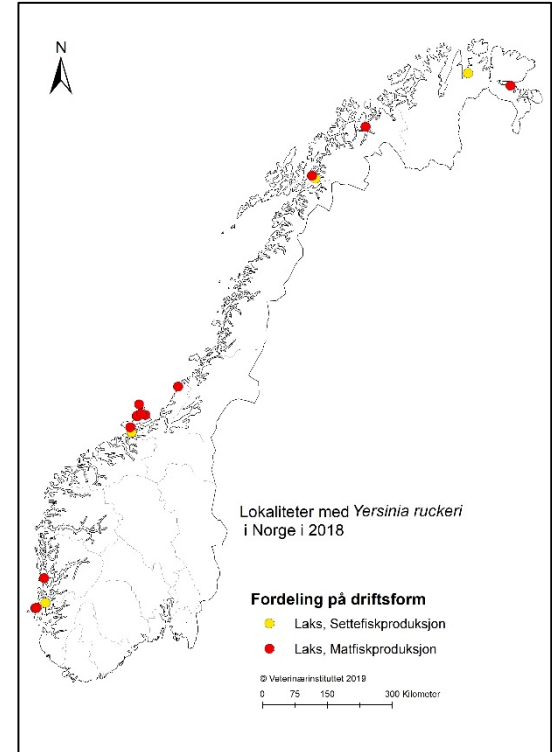 N
Lokaliteter med Yersinia ruckeri
i Norge i 2018
Fordeling på driftsform
Laks, Settefiskproduksjon
Laks, Matfiskproduksjon
© Veterinærinstituttet 2019
0 75 150 300 Kilometer